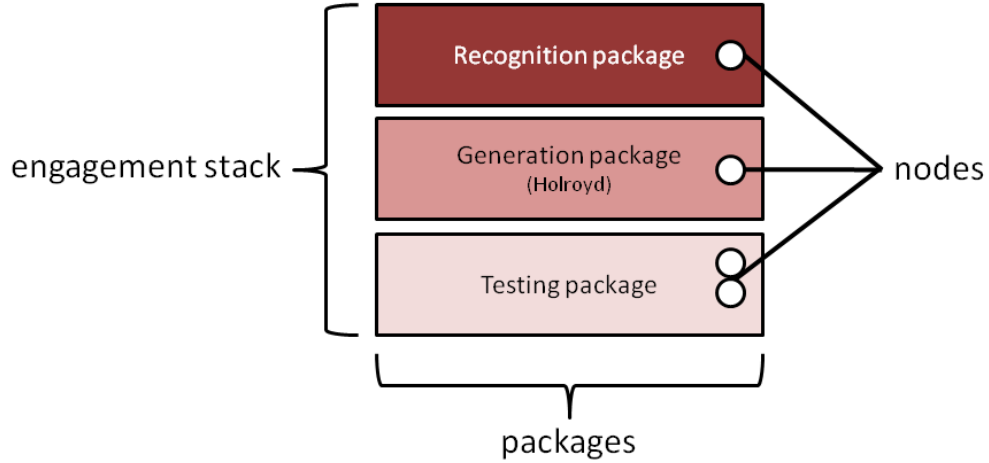 Recognition package
engagement stack
Generation package
(Holroyd)
nodes
Testing package
packages